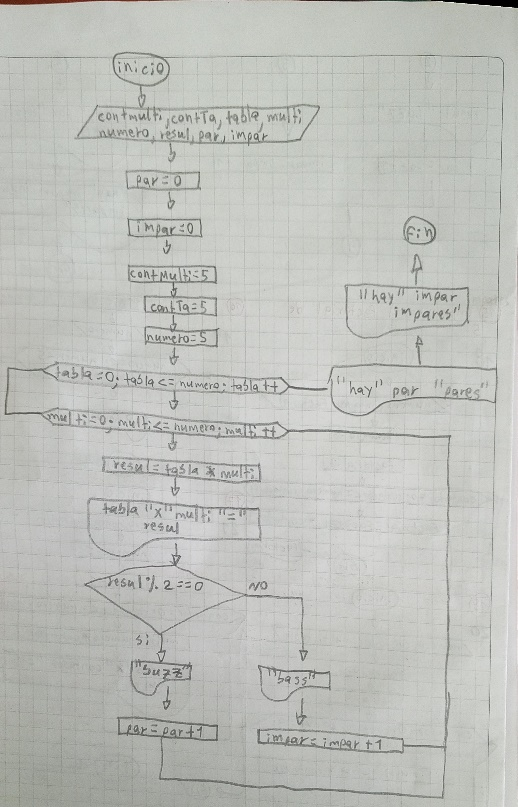 inicio
contmulti, contTa, tabla, multi
numero, resul, par, impar
par=0
impar=0
contMulti=5
contTa=5
numero=5
tabla=0; tabla<=numero; tabla++
multi=0; multi<=numero; multi++
resul=tabla*multi
tabla "x" multi "="
resul
resul%2==0
NO
si
"buzz"
"bass"
par=par+1
impar=impar+1
"hay" par "pares"
"hay" impar
impares"
fin